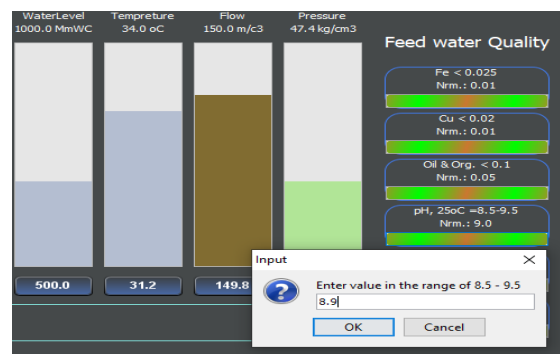 WaterLevel
1000.0 MmWC
Tempreture
34.0 oC
Flow
150.0 m/c3
Pressure
47.4 kg/cm3
Feed water Quality
Fe < 0.025
Nrm.: 0.01
Cu < 0.02
Nrm.: 0.01
Oil & Org. < 0.1
Nrm.: 0.05
pH, 25oC =8.5-9.5
Nrm.: 9.0
500.0
31.2
149.8
Input
Enter value in the range of 8.5 - 9.5
8.9
OK
Cancel